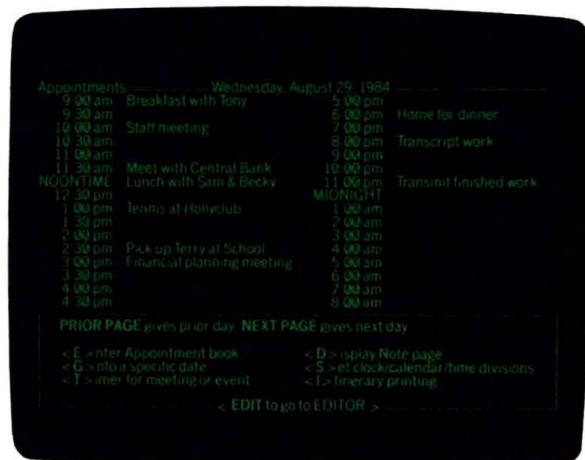 Appointments Wednesday, August 29, 1984
9:00 am Breakfast with Tony 5:00 pm
9:30 am 6:00 pm Home for dinner
10:00 am Staff meeting 7:00 pm
10:30 am 8:00 pm Transcript work
11:00 am 9:00 pm
11:30 am Meet with Central Bank 10:00 pm
NOONTIME Lunch with Sam & Becky 11:00 pm Transmit finished work
12:30 pm MIDNIGHT
1:00 pm Tennis at Hollyclub 1:00 am
1:30 pm 2:00 am
2:00 pm 3:00 am
2:30 pm Pick up Terry at School 4:00 am
3:00 pm Financial planning meeting 5:00 am
3:30 pm 6:00 am
4:00 pm 7:00 am
4:30 pm 8:00 am
PRIOR PAGE gives prior day, NEXT PAGE gives next day
<E>nter Appointment book <D>isplay Note page
<G>oto a specific date <S>et clock/calendar/time divisions
<T>imer for meeting or event <I>tinerary printing
< EDIT to go to EDITOR >